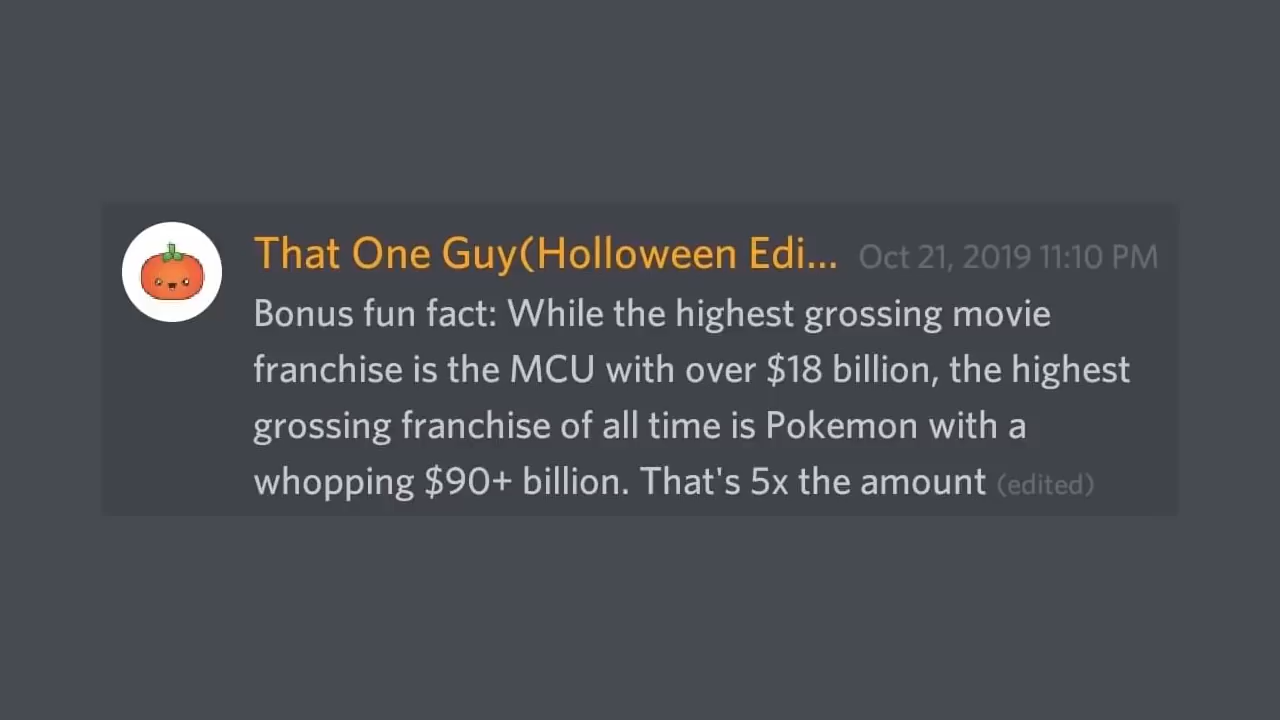 That One Guy(Holloween Edi... Oct 21, 2019 11:10 PM
Bonus fun fact: While the highest grossing movie
franchise is the MCU with over $18 billion, the highest
grossing franchise of all time is Pokemon with a
whopping $90+ billion. That's 5x the amount (edited)